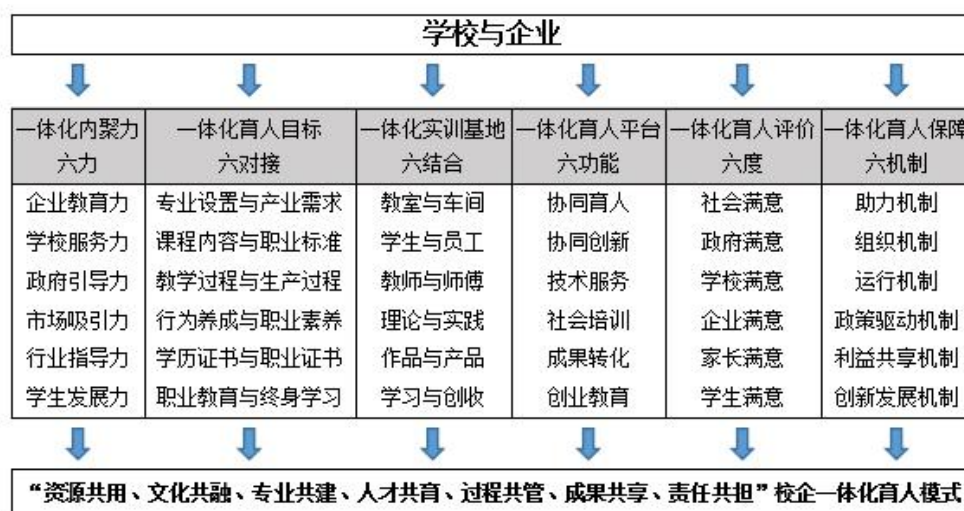 学校与企业
一体化内聚力
六力
一体化育人目标
六对接
一体化实训基地
六结合
一体化育人平台
六功能
一体化育人评价
六度
一体化育人保障
六机制
企业教育力
学校服务力
政府引导力
市场吸引力
行业指导力
学生发展力
专业设置与产业需求
课程内容与职业标准
教学过程与生产过程
行为养成与职业素养
学历证书与职业证书
职业教育与终身学习
教室与车间
学生与员工
教师与师傅
理论与实践
作品与产品
学习与创收
协同育人
协同创新
技术服务
社会培训
成果转化
创业教育
社会满意
政府满意
学校满意
企业满意
家长满意
学生满意
助力机制
组织机制
运行机制
政策驱动机制
利益共享机制
创新发展机制
“资源共用、文化共融、专业共建、人才共育、过程共管、成果共享、责任共担”校企一体化育人模式